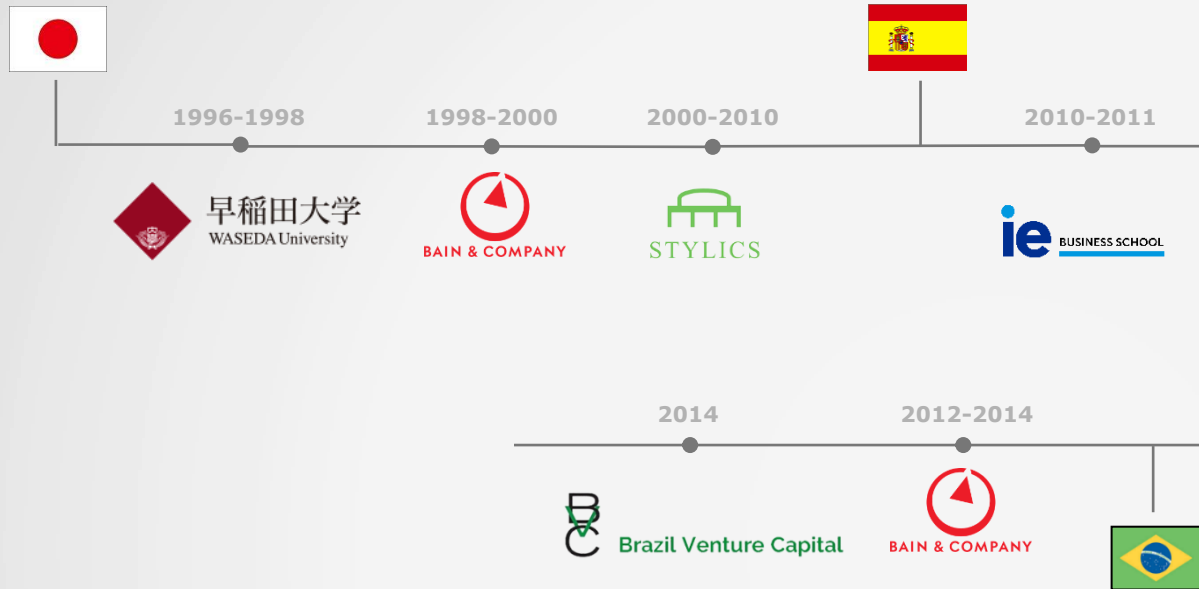 1996-1998
1998-2000
2000-2010
2010-2011
早稲田大学
WASEDA University
BAIN & COMPANY
STYLICS
ie BUSINESS SCHOOL
2014
2012-2014
BVC
Brazil Venture Capital
BAIN & COMPANY